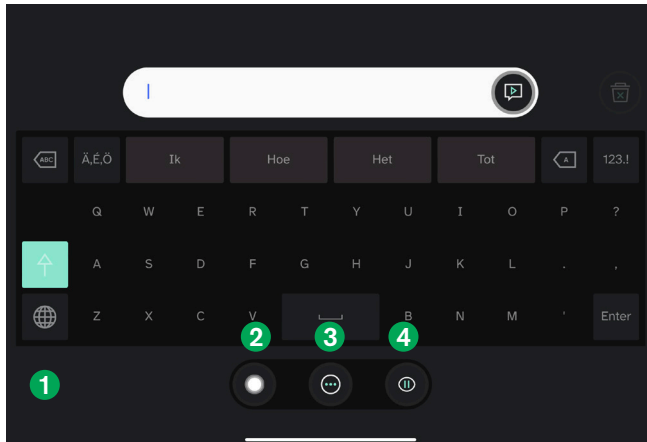 ABC Ä,É,Ö Ik Hoe Het Tot A 123.!
Q W E R T Y U I O P ?
A S D F G H J K L . ,
Z X C V B N M ' Enter
2 3 4
1